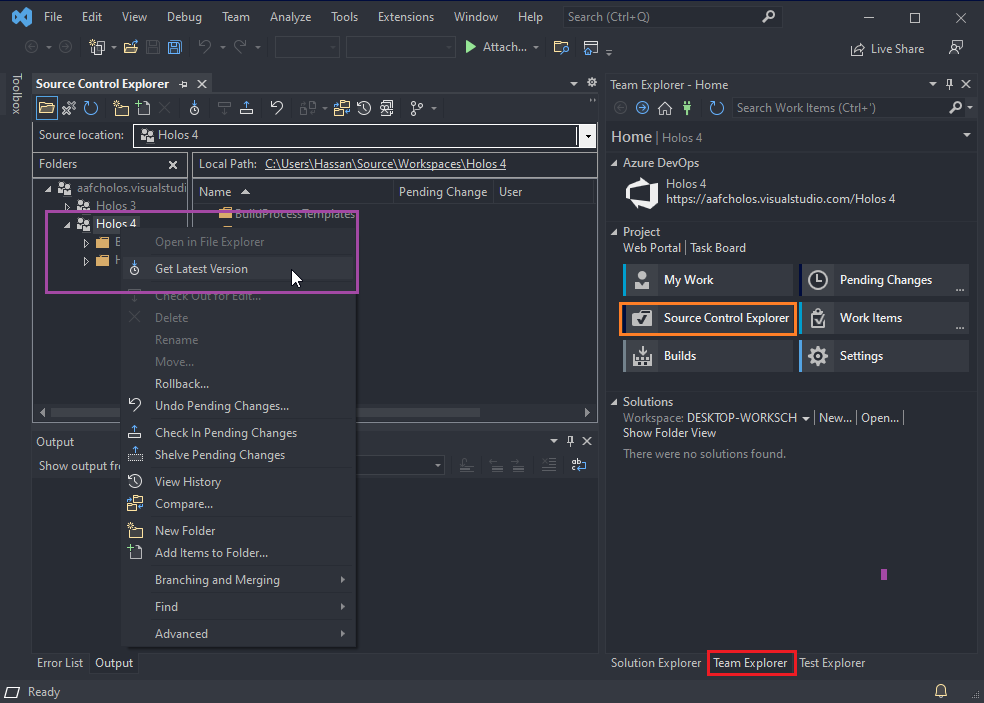 File Edit View Debug Team Analyze Tools Extensions Window Help Search (Ctrl+Q)
Attach... Live Share
Toolbox
Source Control Explorer
Source location: Holos 4
Folders
Local Path: C:\Users\Hassan\Source\Workspaces\Holos 4
Name Pending Change User
aafcholos.visualstudi
Holos 3
Holos 4
BuildProcessTemplates
Open in File Explorer
Get Latest Version
Check Out for Edit...
Delete
Rename
Move...
Rollback...
Undo Pending Changes...
Check In Pending Changes
Shelve Pending Changes
View History
Compare...
New Folder
Add Items to Folder...
Branching and Merging
Find
Advanced
Output
Show output fr
Error List Output
Team Explorer - Home
Search Work Items (Ctrl+')
Home | Holos 4
Azure DevOps
Holos 4
https://aafcholos.visualstudio.com/Holos 4
Project
Web Portal | Task Board
My Work Pending Changes ...
Source Control Explorer Work Items ...
Builds Settings
Solutions
Workspace: DESKTOP-WORKSCH | New... | Open... |
Show Folder View
There were no solutions found.
Solution Explorer Team Explorer Test Explorer
Ready